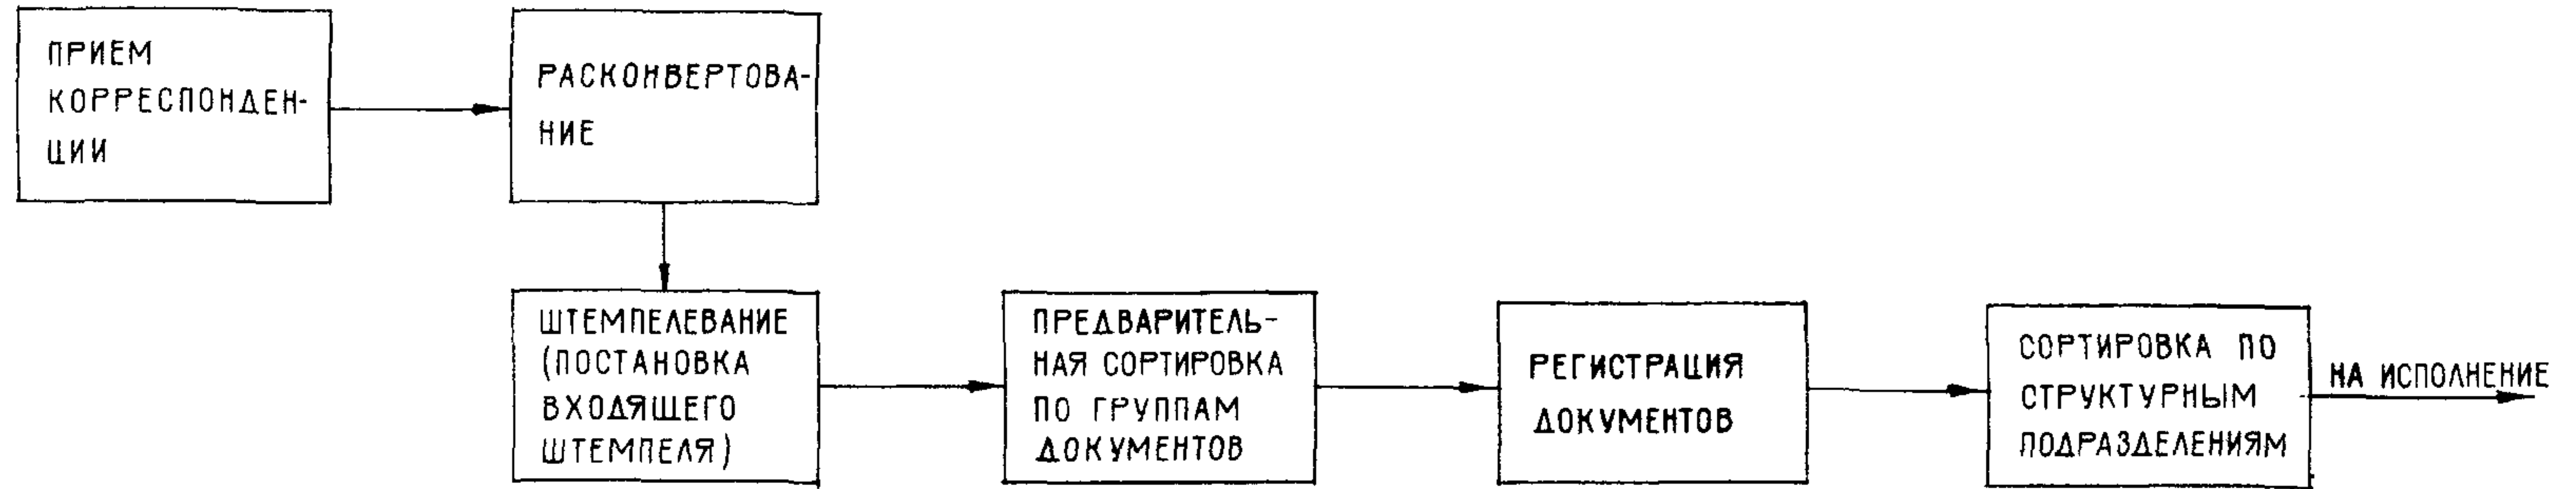 ПРИЕМ
КОРРЕСПОНДЕН-
ЦИИ
РАСКОНВЕРТОВА-
НИЕ
ШТЕМПЕЛЕВАНИЕ
(ПОСТАНОВКА
ВХОДЯЩЕГО
ШТЕМПЕЛЯ)
ПРЕДВАРИТЕЛЬ-
НАЯ СОРТИРОВКА
ПО ГРУППАМ
ДОКУМЕНТОВ
РЕГИСТРАЦИЯ
ДОКУМЕНТОВ
СОРТИРОВКА ПО
СТРУКТУРНЫМ
ПОДРАЗДЕЛЕНИЯМ
НА ИСПОЛНЕНИЕ